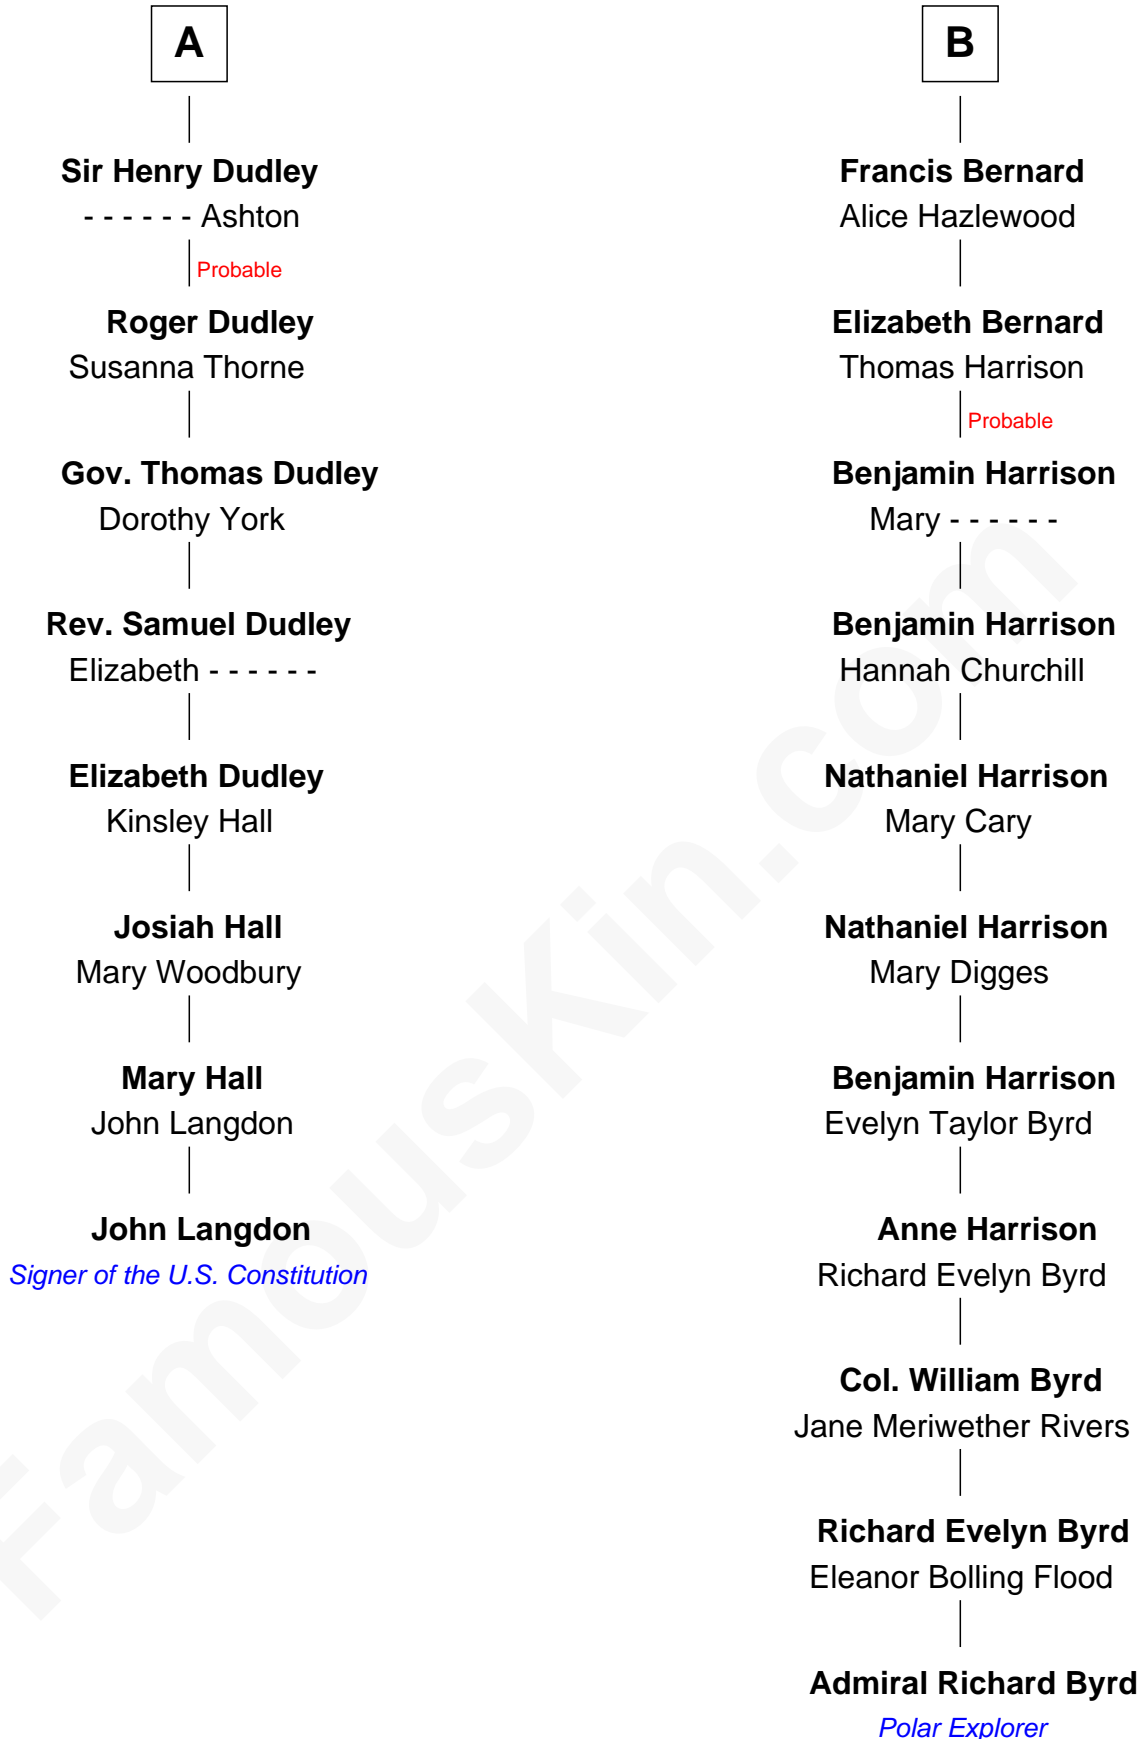 A
Sir Henry Dudley
- - - - - - Ashton
Probable
Roger Dudley
Susanna Thorne
Gov. Thomas Dudley
Dorothy York
Rev. Samuel Dudley
Elizabeth - - - - - -
Elizabeth Dudley
Kinsley Hall
Josiah Hall
Mary Woodbury
Mary Hall
John Langdon
John Langdon
Signer of the U.S. Constitution
B
Francis Bernard
Alice Hazlewood
Elizabeth Bernard
Thomas Harrison
Probable
Benjamin Harrison
Mary - - - - - -
Benjamin Harrison
Hannah Churchill
Nathaniel Harrison
Mary Cary
Nathaniel Harrison
Mary Digges
Benjamin Harrison
Evelyn Taylor Byrd
Anne Harrison
Richard Evelyn Byrd
Col. William Byrd
Jane Meriwether Rivers
Richard Evelyn Byrd
Eleanor Bolling Flood
Admiral Richard Byrd
Polar Explorer
FamousKin.com